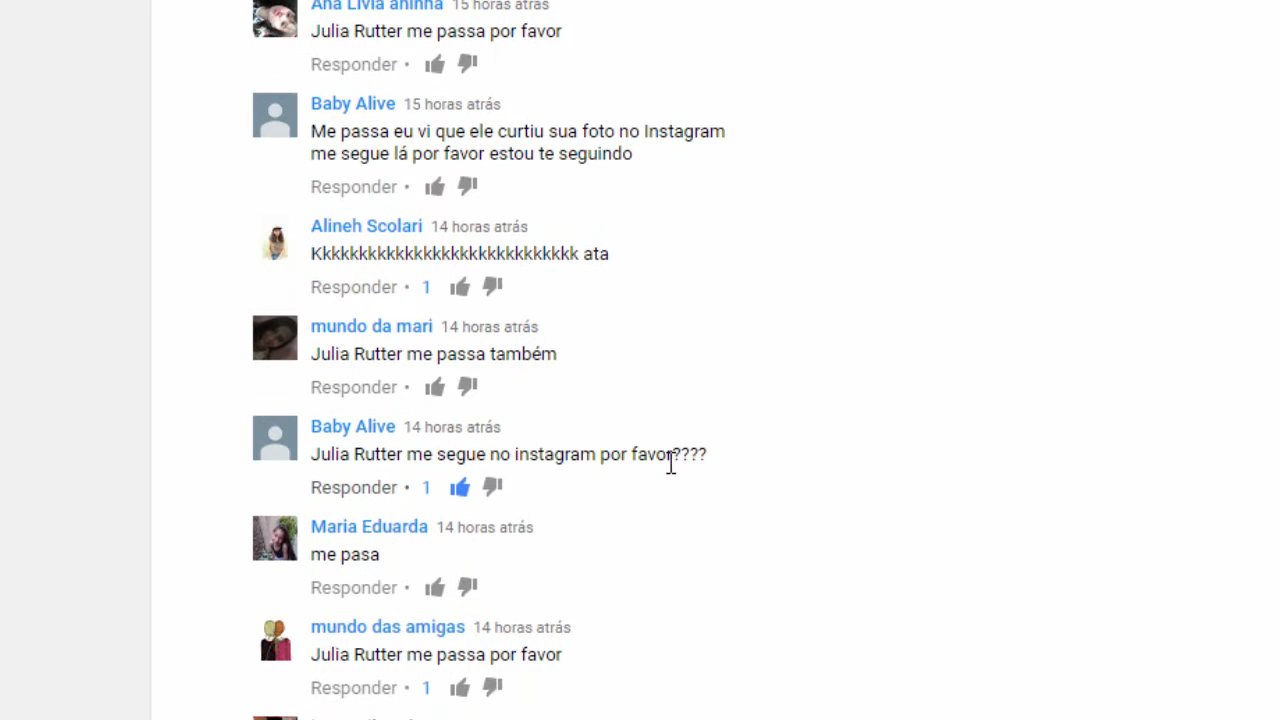 Ana Livia aninha 15 horas atrás
Julia Rutter me passa por favor
Responder •
Baby Alive 15 horas atrás
Me passa eu vi que ele curtiu sua foto no Instagram
me segue lá por favor estou te seguindo
Responder •
Alineh Scolari 14 horas atrás
Kkkkkkkkkkkkkkkkkkkkkkkkkkkkk ata
Responder • 1
mundo da mari 14 horas atrás
Julia Rutter me passa também
Responder •
Baby Alive 14 horas atrás
Julia Rutter me segue no instagram por favor????
Responder • 1
Maria Eduarda 14 horas atrás
me pasa
Responder •
mundo das amigas 14 horas atrás
Julia Rutter me passa por favor
Responder • 1